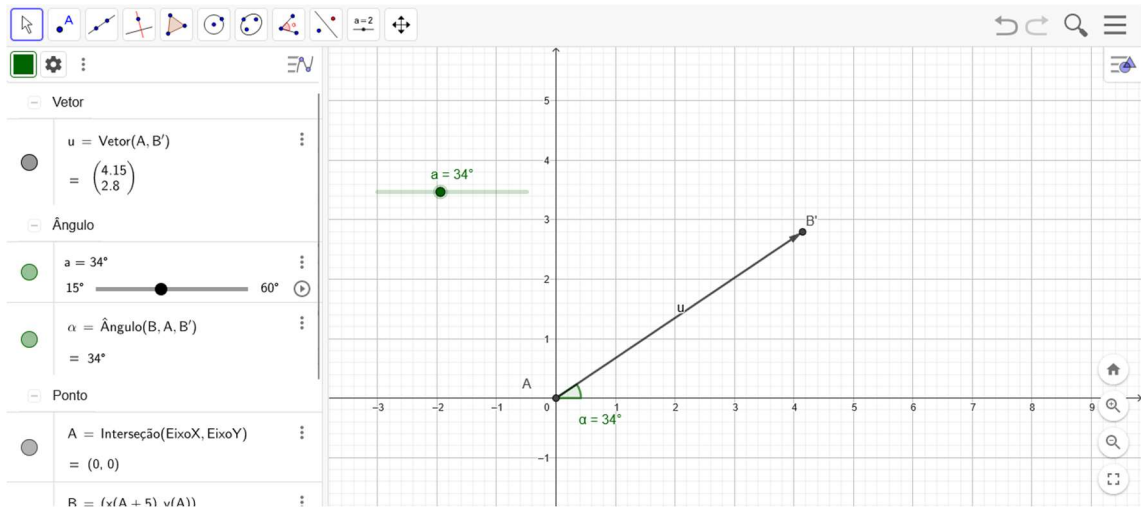 a=2
Vetor
u = Vetor(A, B′)
= (4.15
2.8)
Ângulo
a = 34°
15° 60°
α = Ângulo(B, A, B′)
= 34°
Ponto
A = Interseção(EixoX, EixoY)
= (0, 0)
B = (x(A + 5), y(A))
A
a = 34°
B'
u
A
α = 34°
5
4
3
2
1
−1
−3 −2 −1 0 1 2 3 4 5 6 7 8 9